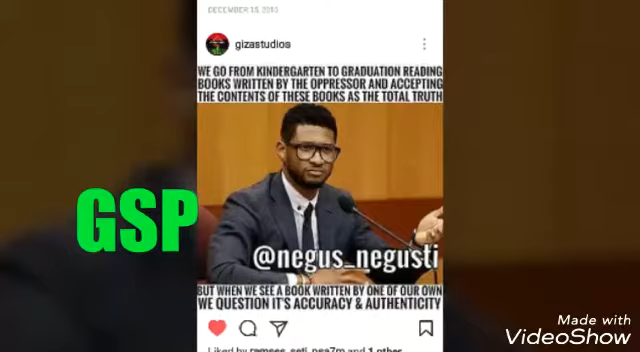 DECEMBER 15, 2013
gizastudios
WE GO FROM KINDERGARTEN TO GRADUATION READING
BOOKS WRITTEN BY THE OPPRESSOR AND ACCEPTING
THE CONTENTS OF THESE BOOKS AS THE TOTAL TRUTH
GSP
@negus_negusti
BUT WHEN WE SEE A BOOK WRITTEN BY ONE OF OUR OWN
WE QUESTION IT'S ACCURACY & AUTHENTICITY
Made with
VideoShow
Liked by ramses_seti_psa7m and 1 other